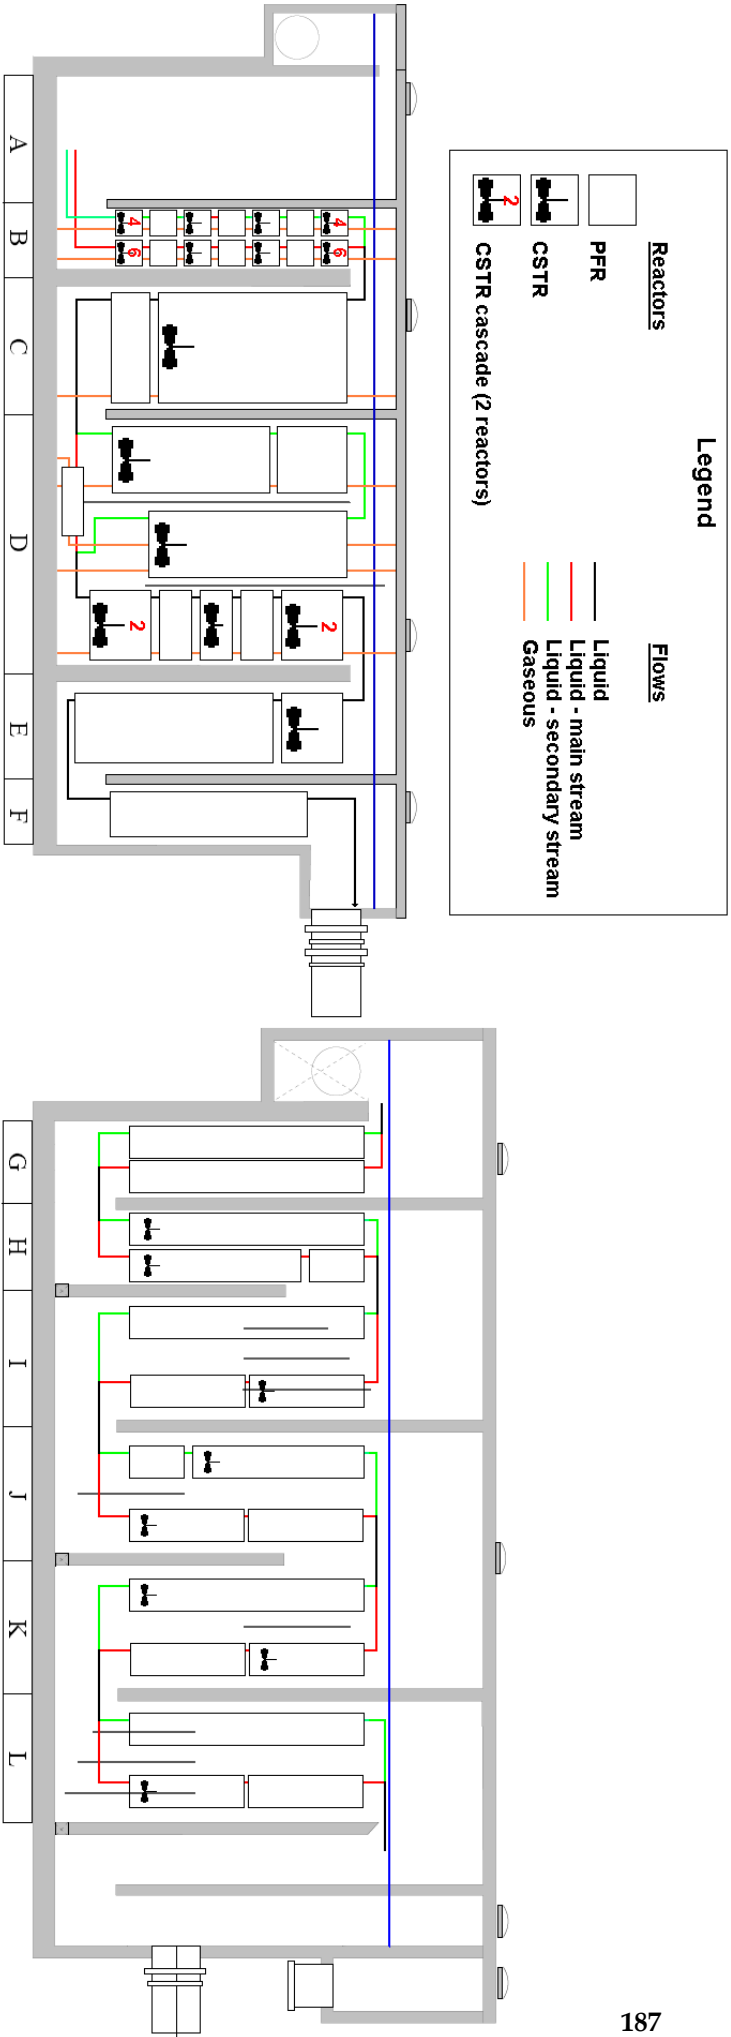 Legend
Reactors
Flows
PFR
CSTR
2
CSTR cascade (2 reactors)
Liquid
Liquid - main stream
Liquid - secondary stream
Gaseous
4
4
6
6
2
2
A
B
C
D
E
F
G
H
I
J
K
L
187